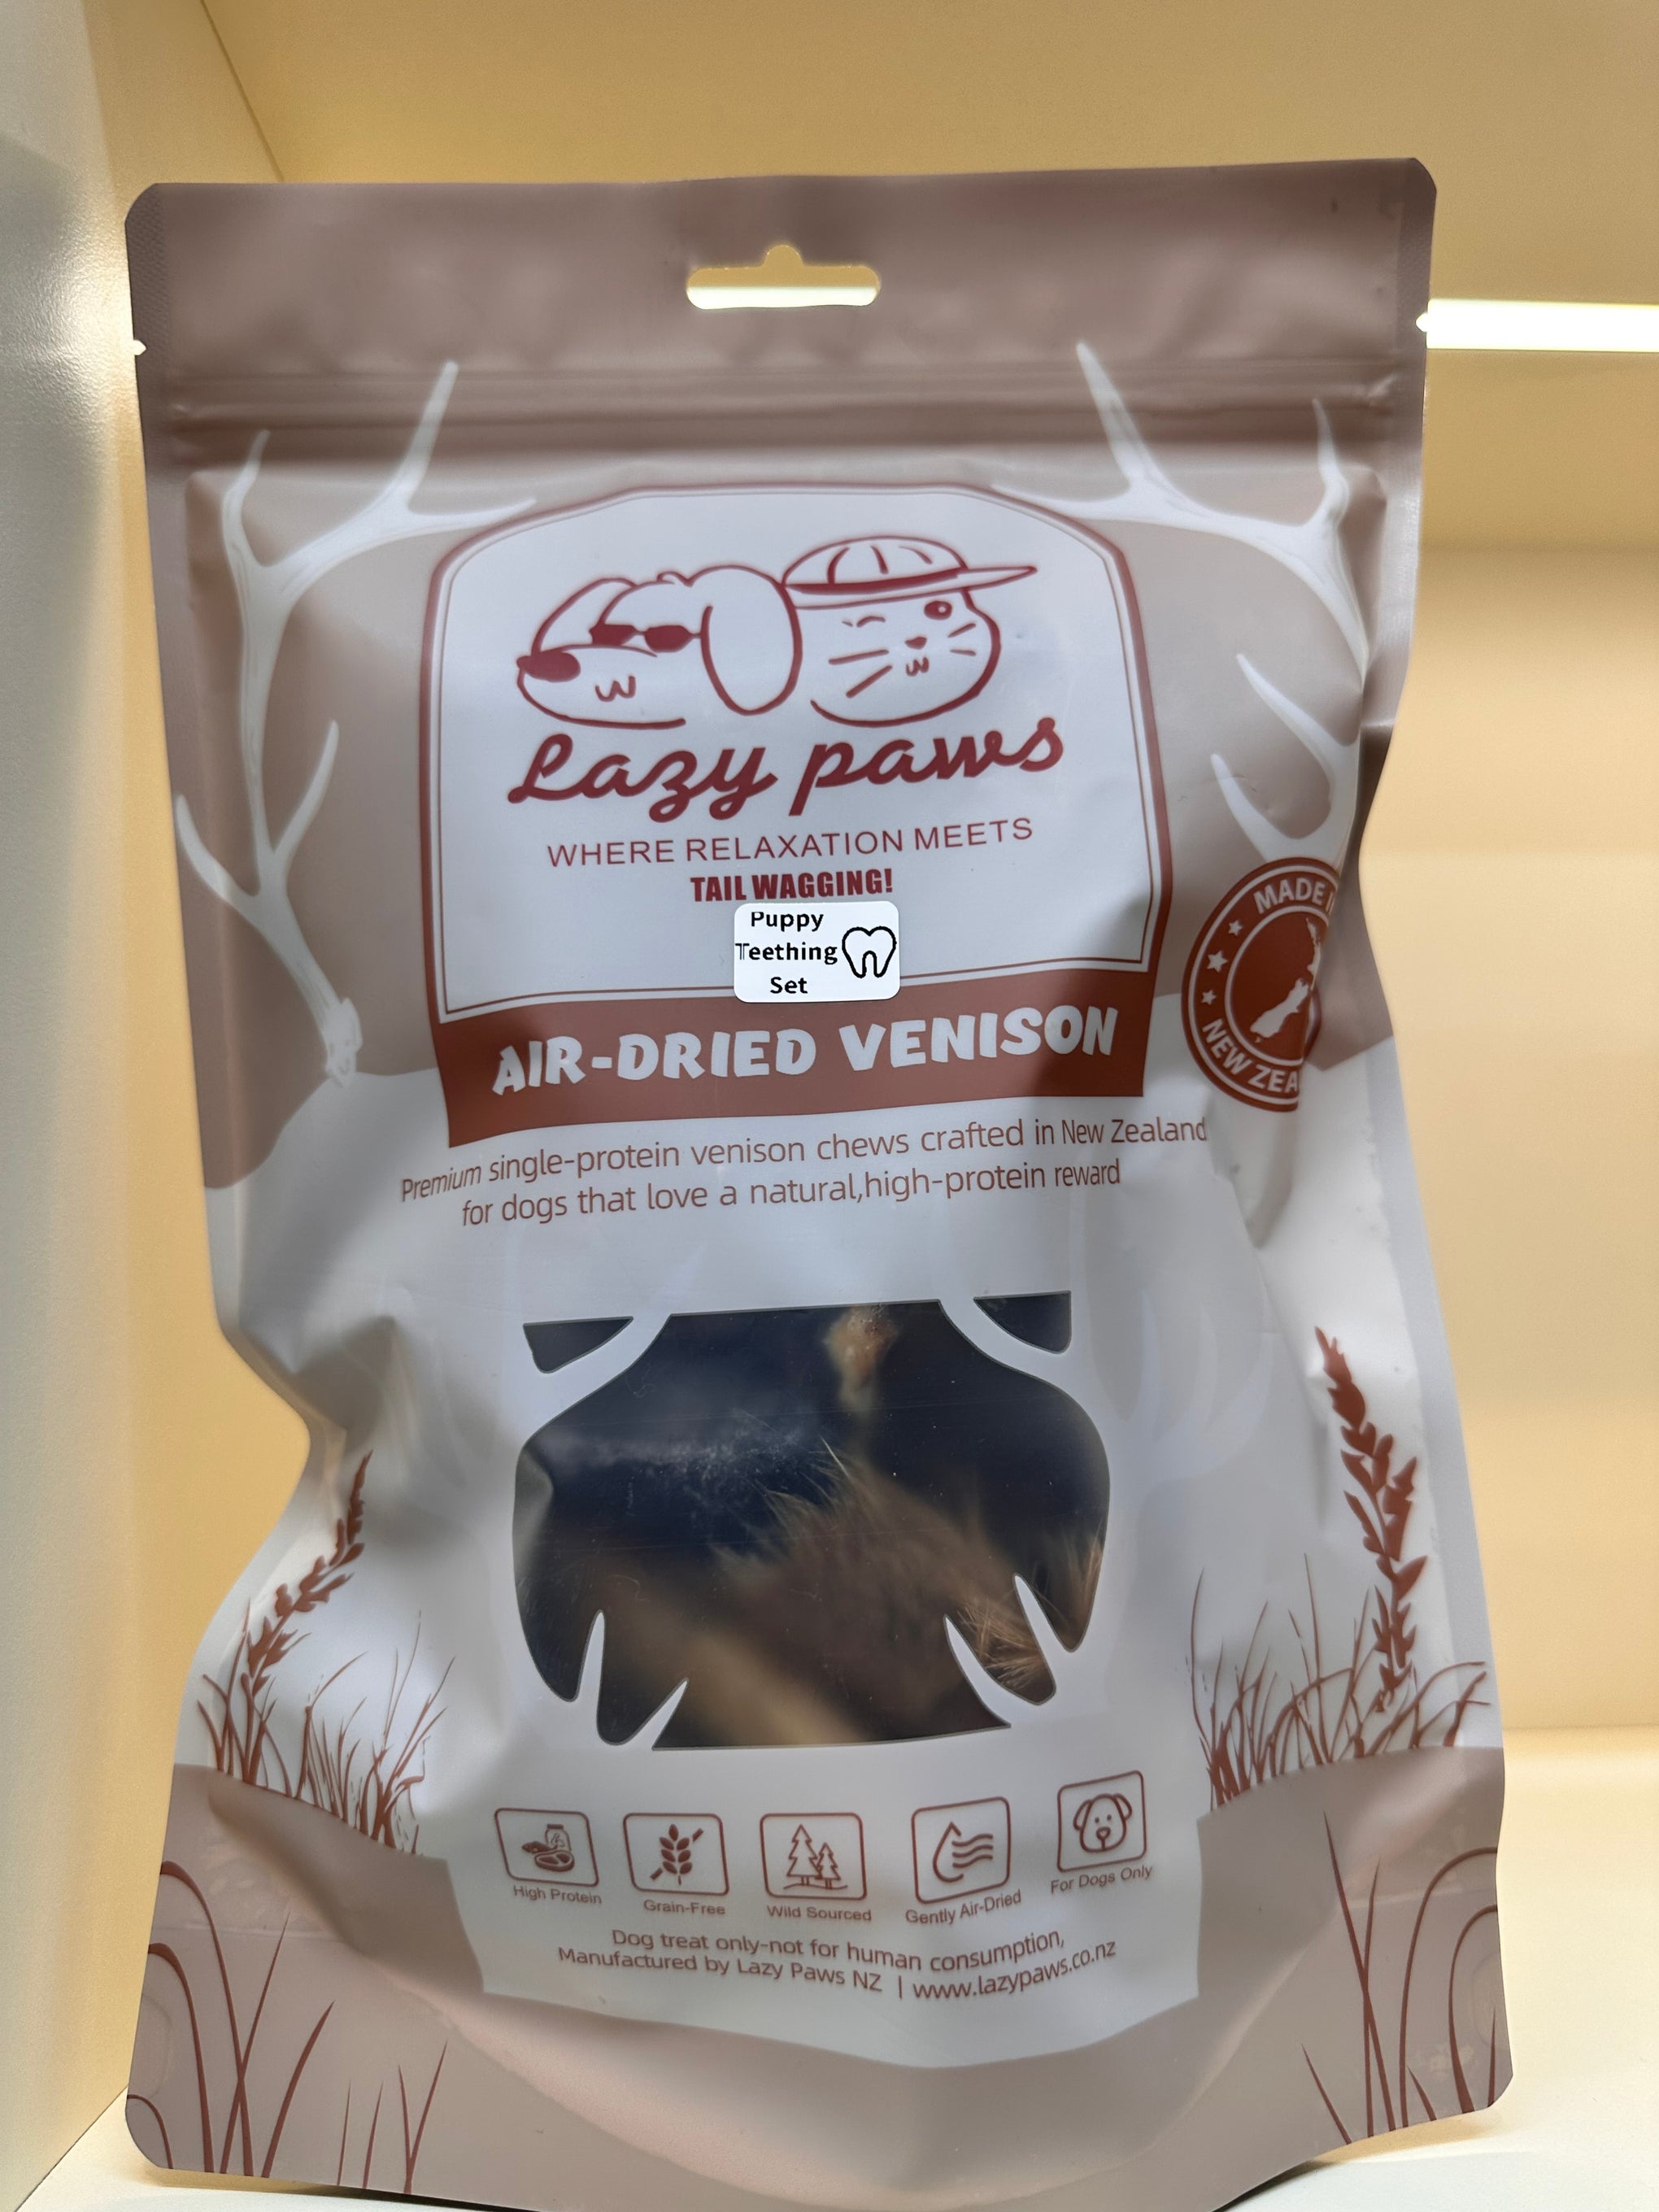 Lazy paws
WHERE RELAXATION MEETS
TAIL WAGGING!
Puppy
Teething
Set
MADE
NEW
AIR-DRIED VENISON
Premium single-protein venison chews crafted in New Zealand
for dogs that love a natural,high-protein reward
High Protein
Grain-Free
Wild Sourced
Gently Air-Dried
For Dogs Only
Dog treat only-not for human consumption,
Manufactured by Lazy Paws NZ | www.lazypaws.co.nz